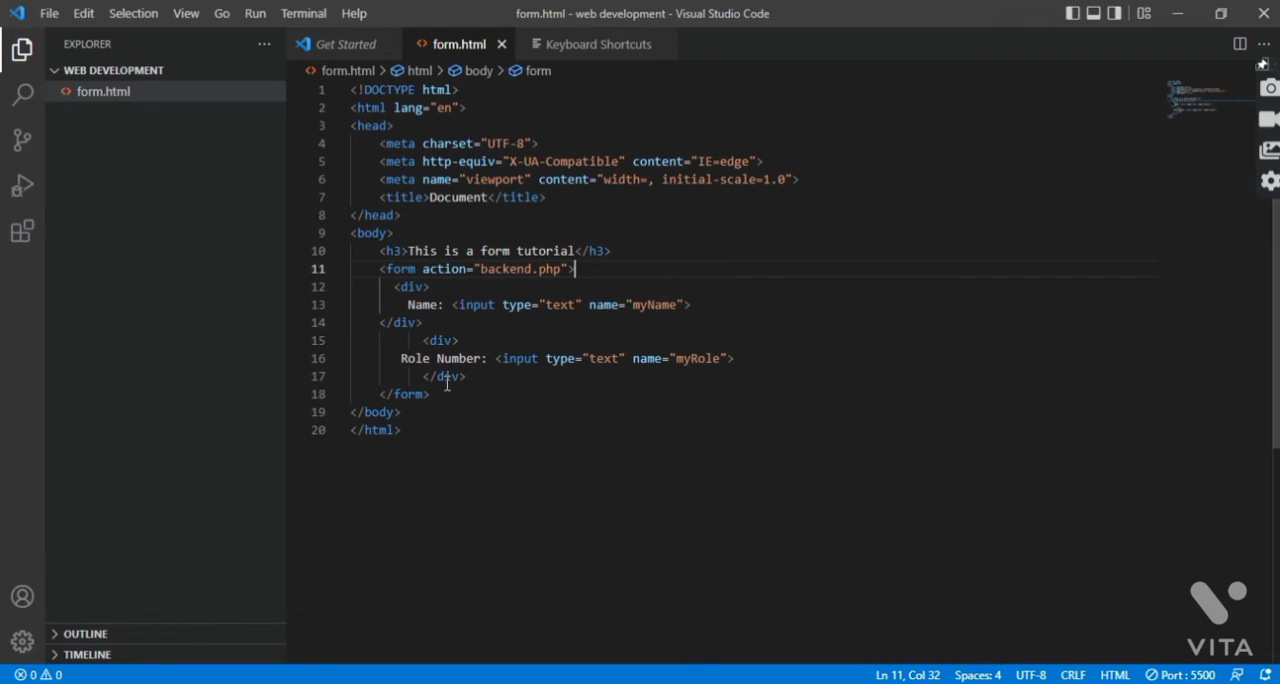 File Edit Selection View Go Run Terminal Help form.html - web development - Visual Studio Code
EXPLORER
Get Started form.html Keyboard Shortcuts
WEB DEVELOPMENT
form.html
form.html > html > body > form
1 <!DOCTYPE html>
2 <html lang="en">
3 <head>
4 <meta charset="UTF-8">
5 <meta http-equiv="X-UA-Compatible" content="IE=edge">
6 <meta name="viewport" content="width=, initial-scale=1.0">
7 <title>Document</title>
8 </head>
9 <body>
10 <h3>This is a form tutorial</h3>
11 <form action="backend.php">
12 <div>
13 Name: <input type="text" name="myName">
14 </div>
15 <div>
16 Role Number: <input type="text" name="myRole">
17 </div>
18 </form>
19 </body>
20 </html>
VITA
OUTLINE
TIMELINE
0 0 Ln 11, Col 32 Spaces: 4 UTF-8 CRLF HTML Port : 5500